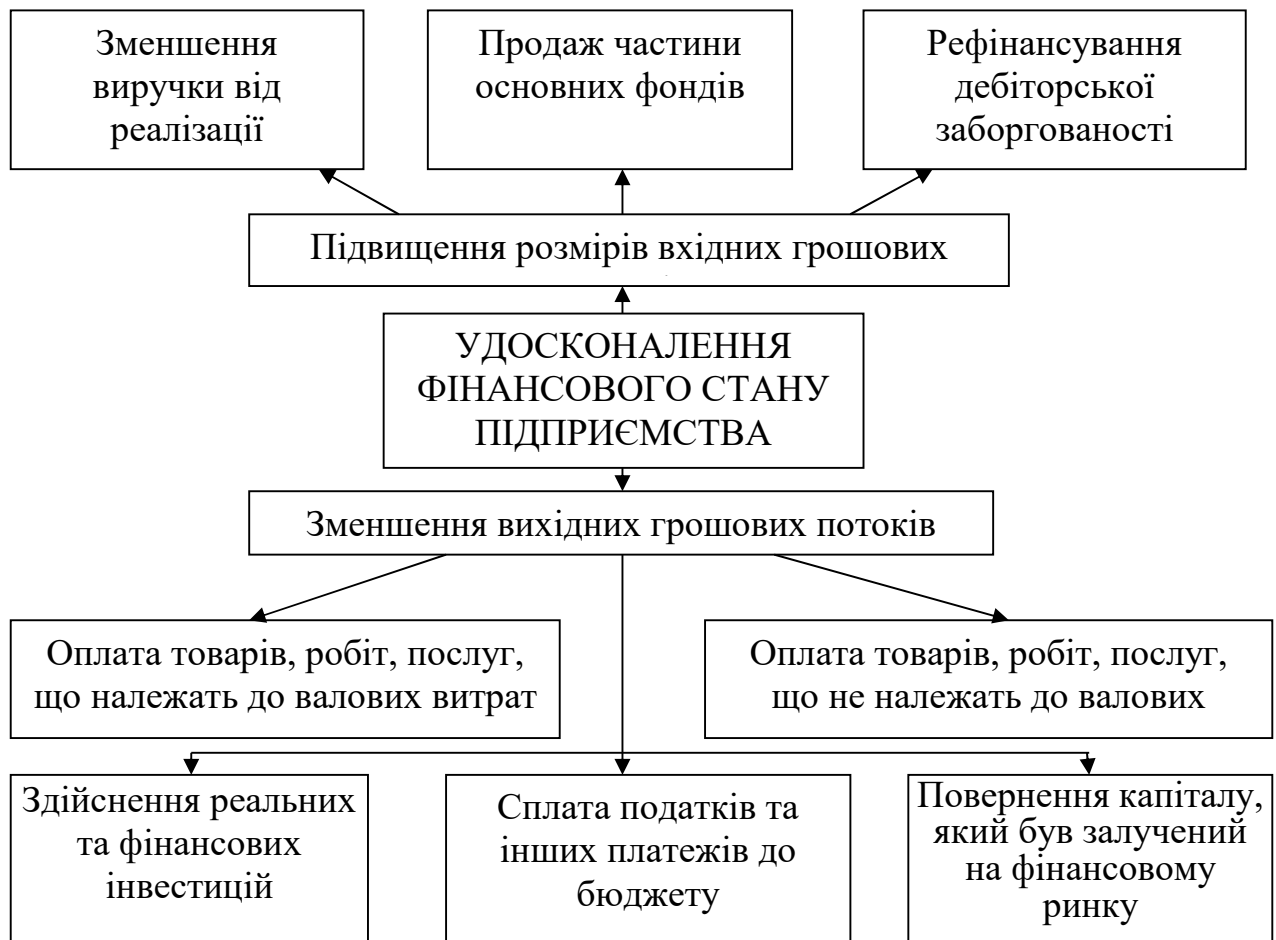 Зменшення
виручки від
реалізації
Продаж частини
основних фондів
Рефінансування
дебіторської
заборгованості
Підвищення розмірів вхідних грошових
УДОСКОНАЛЕННЯ
ФІНАНСОВОГО СТАНУ
ПІДПРИЄМСТВА
Зменшення вихідних грошових потоків
Оплата товарів, робіт, послуг,
що належать до валових витрат
Оплата товарів, робіт, послуг,
що не належать до валових
Здійснення реальних
та фінансових
інвестицій
Сплата податків та
інших платежів до
бюджету
Повернення капіталу,
який був залучений
на фінансовому
ринку